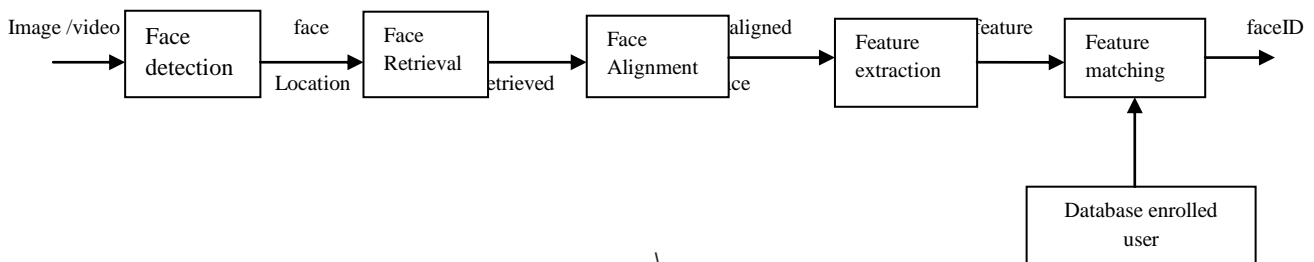 Image /video
Face
detection
face
Location
Face
Retrieval
etrieved
Face
Alignment
aligned
ce
Feature
extraction
feature
Feature
matching
faceID
Database enrolled
user